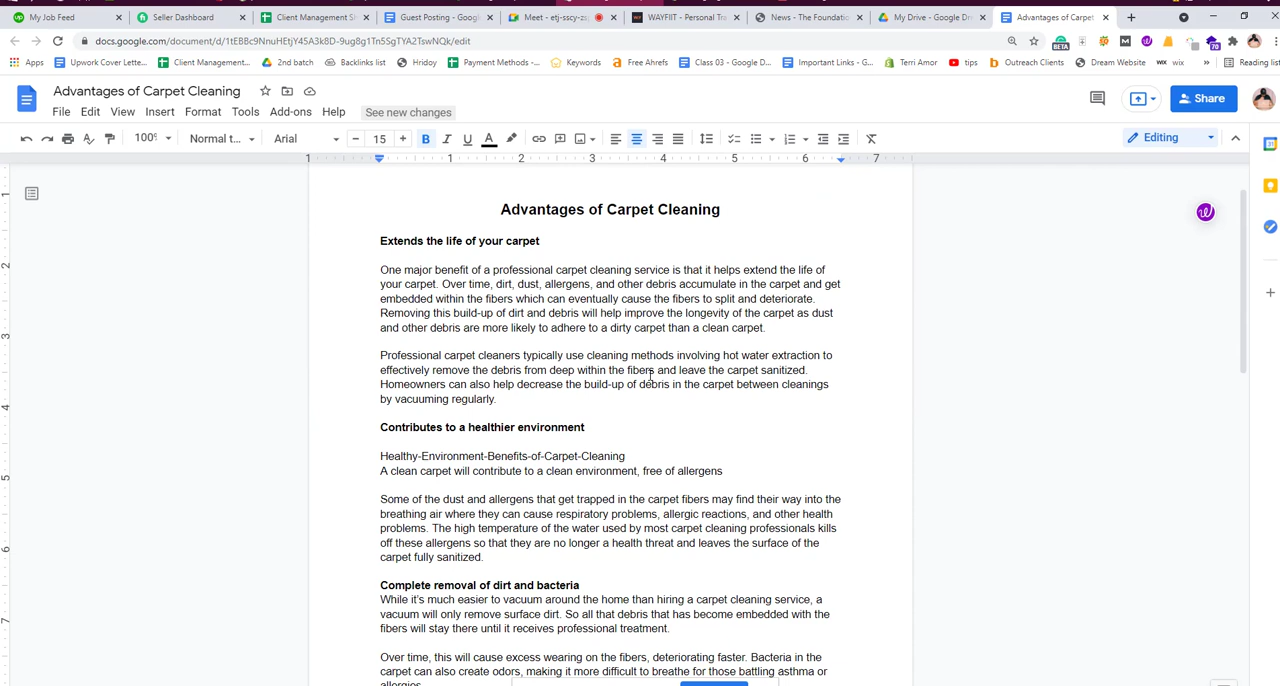 My Job Feed
Seller Dashboard
Client Management Sh
Guest Posting - Googl
Meet - etj-sscy-zs
WAYFIIT - Personal Tra
News - The Foundatio
My Drive - Google Dri
Advantages of Carpet
docs.google.com/document/d/1tEBBc9NnuHEtjY45A3k8D-9ug8g1Tn5SgTYA2TswNQk/edit
BETA
70
Apps
Upwork Cover Lette...
Client Management...
2nd batch
Backlinks list
Hridoy
Payment Methods -...
Keywords
Free Ahrefs
Class 03 - Google D...
Important Links - G...
Terri Amor
tips
Outreach Clients
Dream Website
WIX
wix
»
Reading list
Advantages of Carpet Cleaning
File Edit View Insert Format Tools Add-ons Help See new changes
Share
100% Normal t... Arial 15
Editing
1 1 2 3 4 5 6 7
Advantages of Carpet Cleaning
Extends the life of your carpet
One major benefit of a professional carpet cleaning service is that it helps extend the life of
your carpet. Over time, dirt, dust, allergens, and other debris accumulate in the carpet and get
embedded within the fibers which can eventually cause the fibers to split and deteriorate.
Removing this build-up of dirt and debris will help improve the longevity of the carpet as dust
and other debris are more likely to adhere to a dirty carpet than a clean carpet.
Professional carpet cleaners typically use cleaning methods involving hot water extraction to
effectively remove the debris from deep within the fibers and leave the carpet sanitized.
Homeowners can also help decrease the build-up of debris in the carpet between cleanings
by vacuuming regularly.
Contributes to a healthier environment
Healthy-Environment-Benefits-of-Carpet-Cleaning
A clean carpet will contribute to a clean environment, free of allergens
Some of the dust and allergens that get trapped in the carpet fibers may find their way into the
breathing air where they can cause respiratory problems, allergic reactions, and other health
problems. The high temperature of the water used by most carpet cleaning professionals kills
off these allergens so that they are no longer a health threat and leaves the surface of the
carpet fully sanitized.
Complete removal of dirt and bacteria
While it's much easier to vacuum around the home than hiring a carpet cleaning service, a
vacuum will only remove surface dirt. So all that debris that has become embedded with the
fibers will stay there until it receives professional treatment.
Over time, this will cause excess wearing on the fibers, deteriorating faster. Bacteria in the
carpet can also create odors, making it more difficult to breathe for those battling asthma or
allergies.